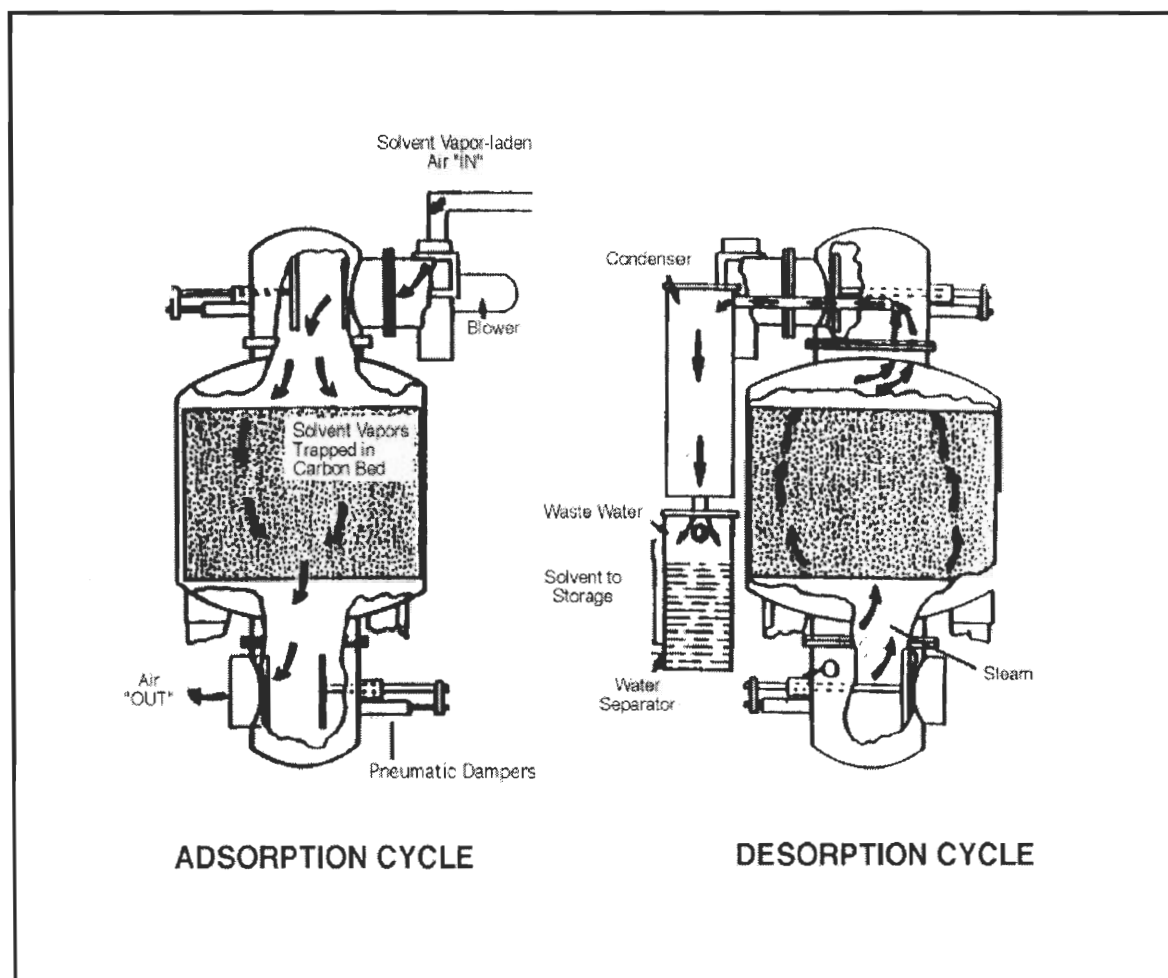 Solvent Vapor-laden
Air "IN"
Blower
Solvent Vapors
Trapped in
Carbon Bed
Air
"OUT"
Pneumatic Dampers
ADSORPTION CYCLE
Condenser
Waste Water
Solvent to
Storage
Water
Separator
Steam
DESORPTION CYCLE